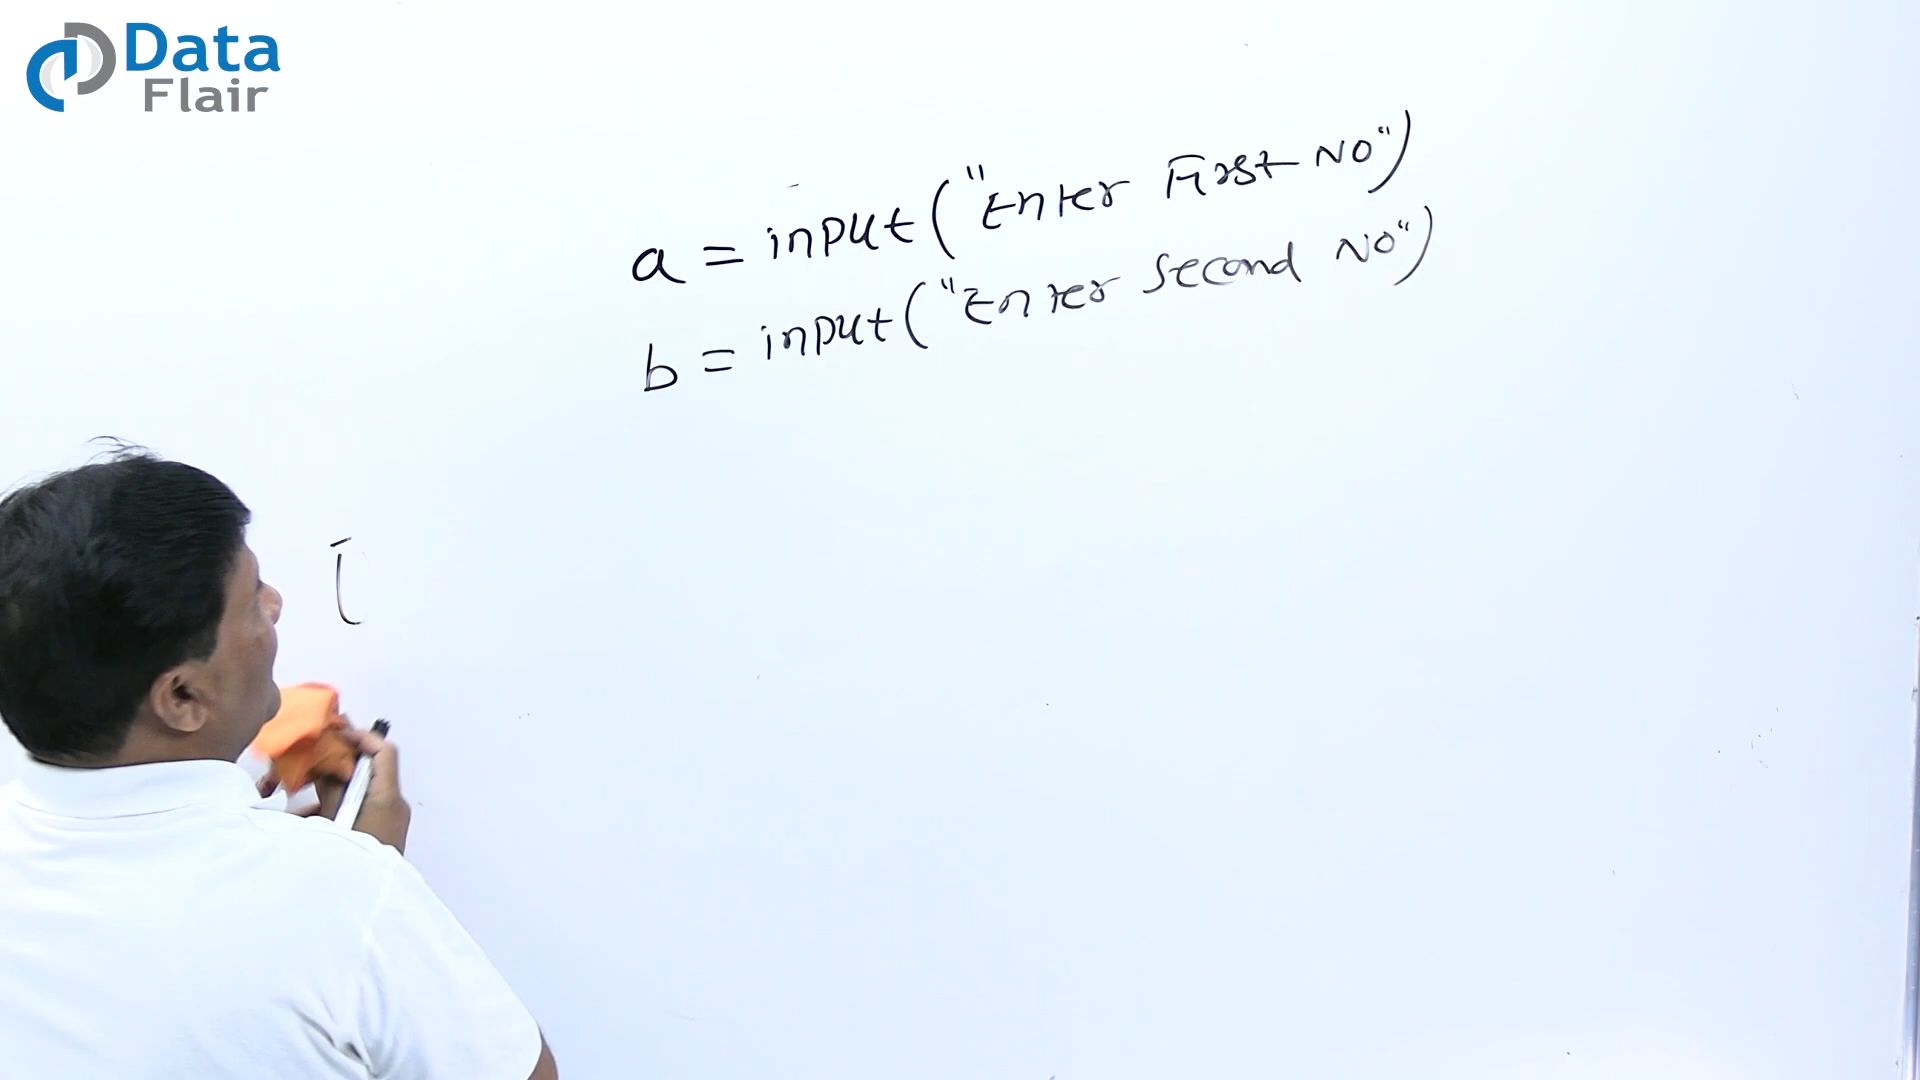 Data
Flair
a = input("Enter First NO")
b = input("Enter Second NO")